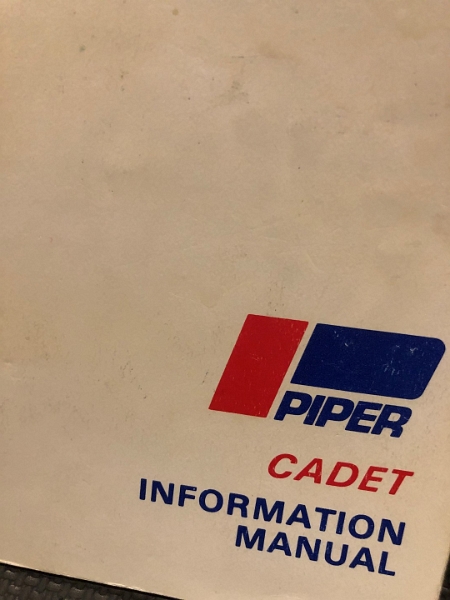 PIPER
CADET
INFORMATION
MANUAL